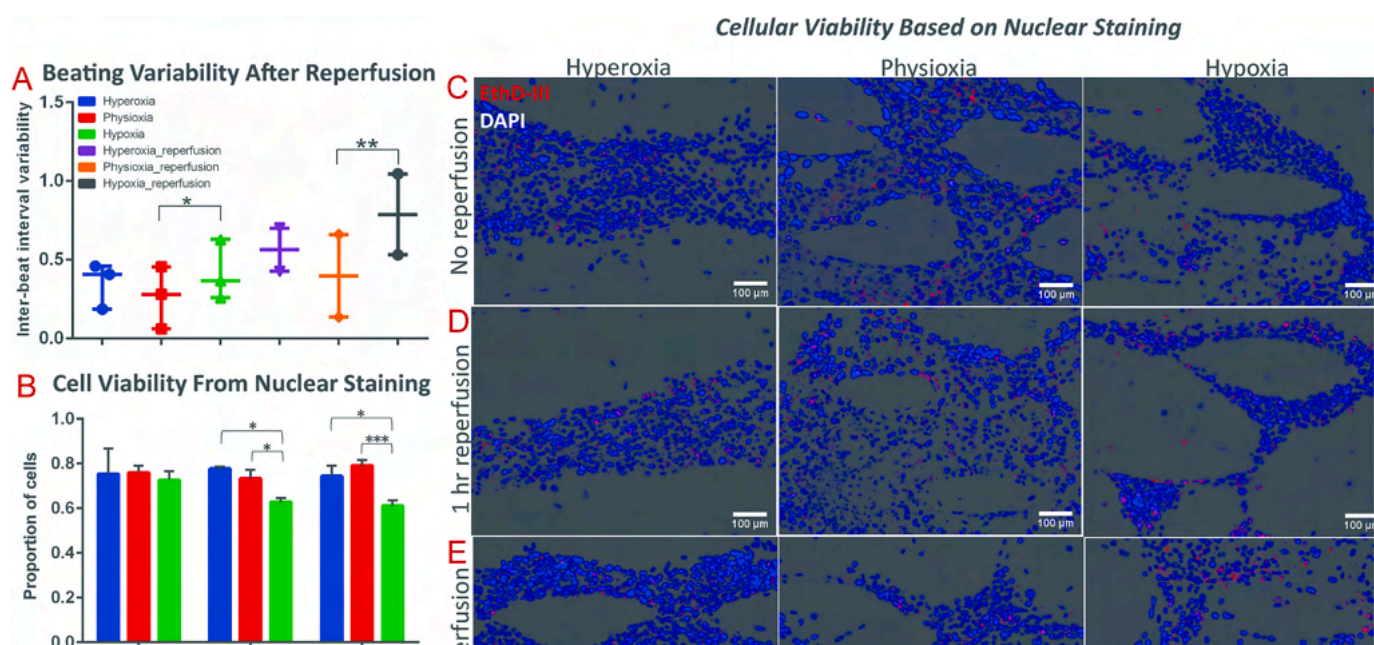 Cellular Viability Based on Nuclear Staining
A Beating Variability After Reperfusion
Inter-beat interval variability
1.5
1.0
0.5
0.0
Hyperoxia
Physioxia
Hypoxia
Hyperoxia_reperfusion
Physioxia_reperfusion
Hypoxia_reperfusion
*
**
B Cell Viability From Nuclear Staining
Proportion of cells
1.0
0.8
0.6
0.4
0.2
0.0
*
*
*
***
Hyperoxia Physioxia Hypoxia
C
EthD-III
DAPI
No reperfusion
100 µm
100 µm
100 µm
D
1 hr reperfusion
100 µm
100 µm
100 µm
E